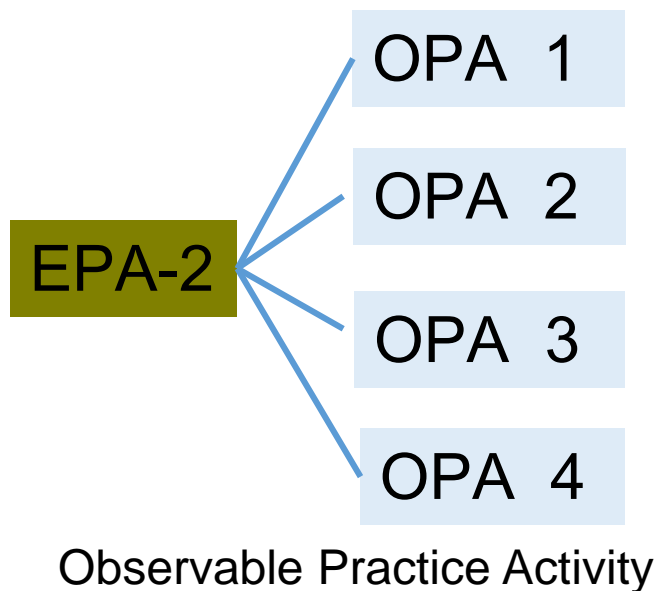 OPA 1
OPA 2
EPA-2
OPA 3
OPA 4
Observable Practice Activity